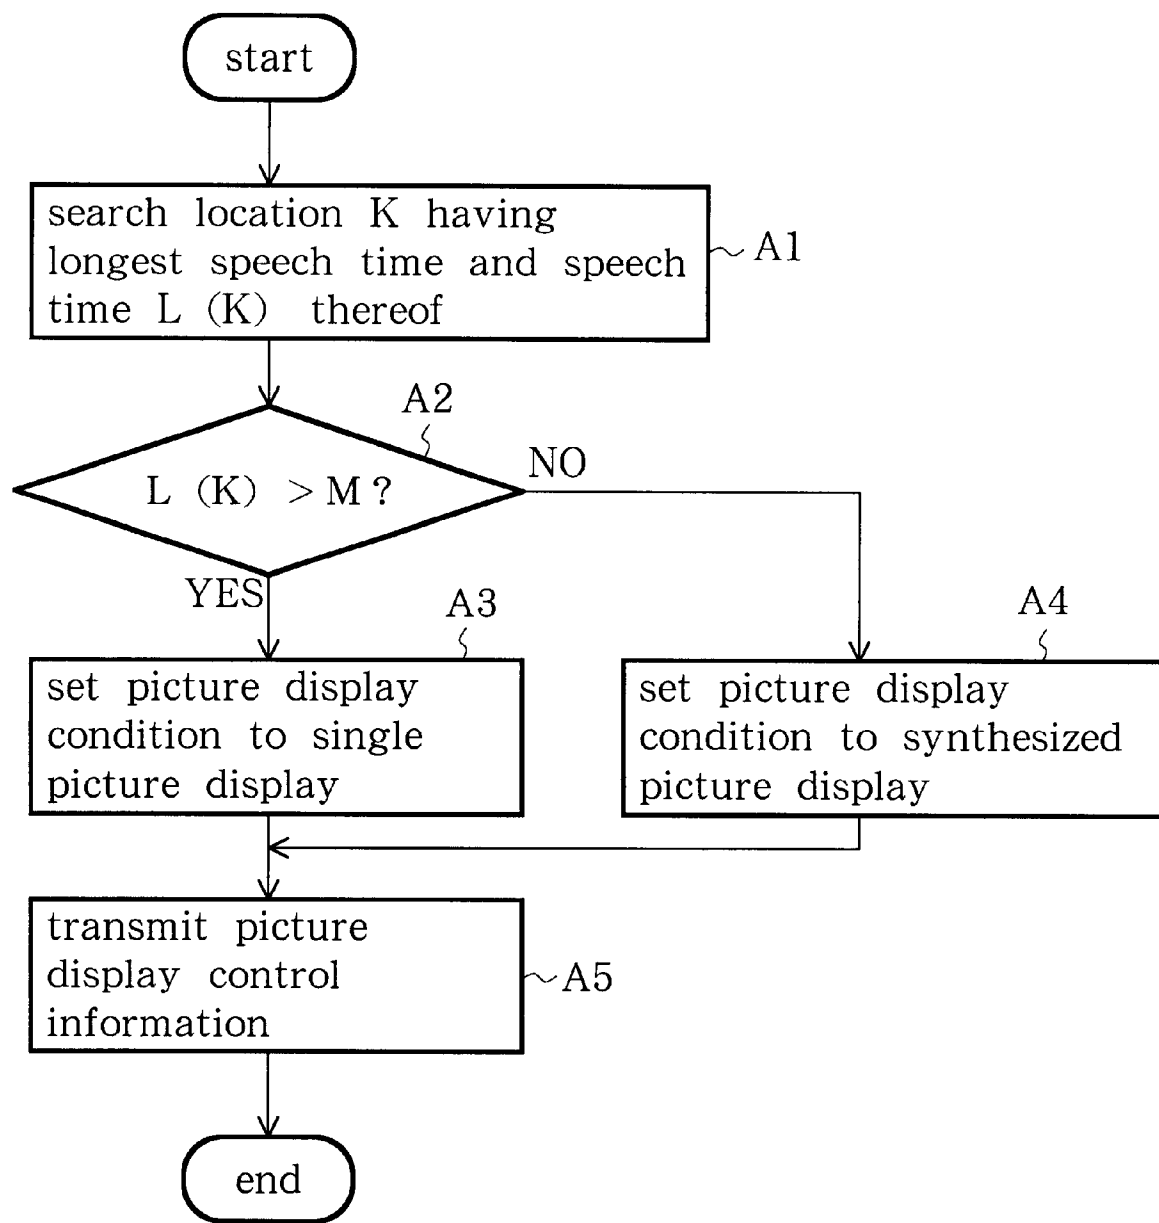 start
search location K having
longest speech time and speech
time L (K) thereof
A1
A2
L (K) > M ?
NO
YES
A3
set picture display
condition to single
picture display
A4
set picture display
condition to synthesized
picture display
transmit picture
display control
information
A5
end